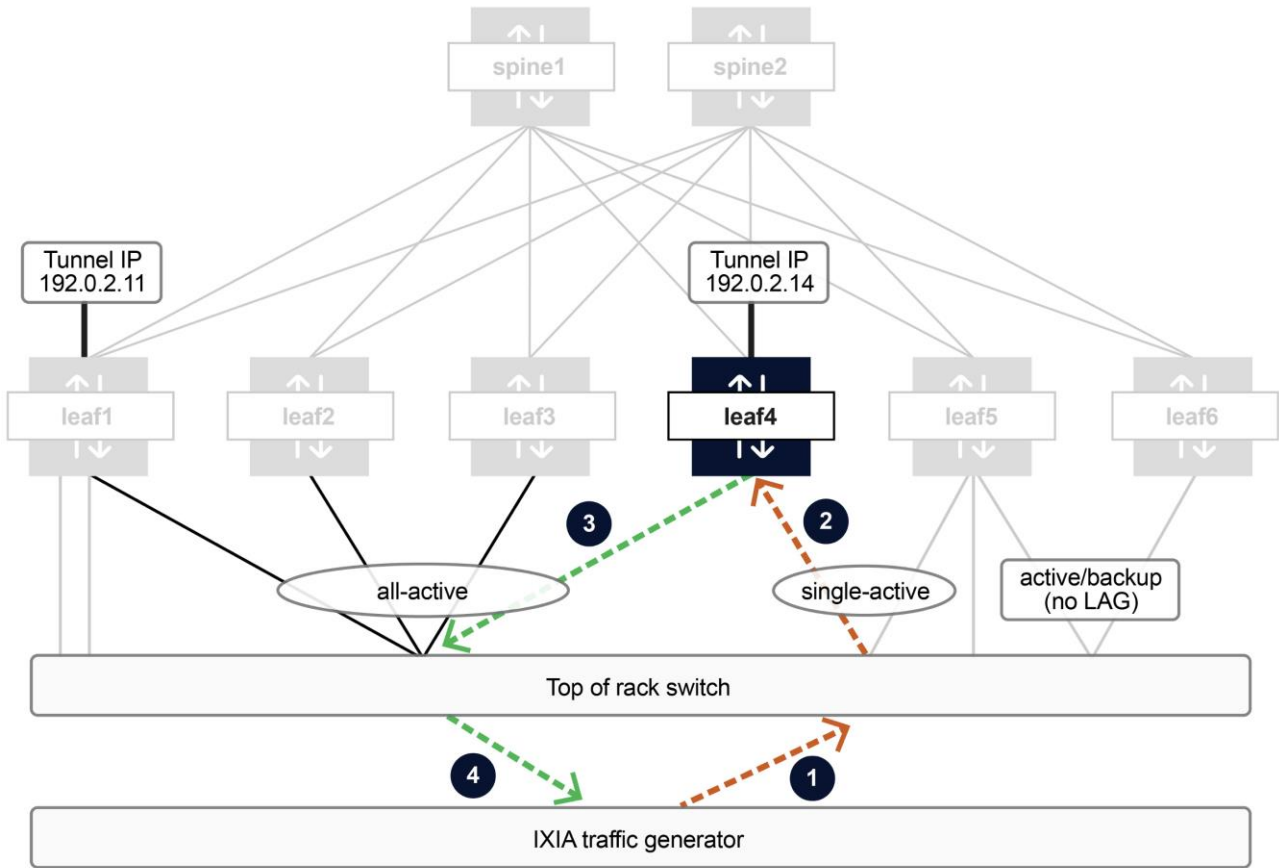 spine1
spine2
Tunnel IP
192.0.2.11
Tunnel IP
192.0.2.14
leaf1
leaf2
leaf3
leaf4
leaf5
leaf6
3
2
all-active
single-active
active/backup
(no LAG)
Top of rack switch
4
1
IXIA traffic generator